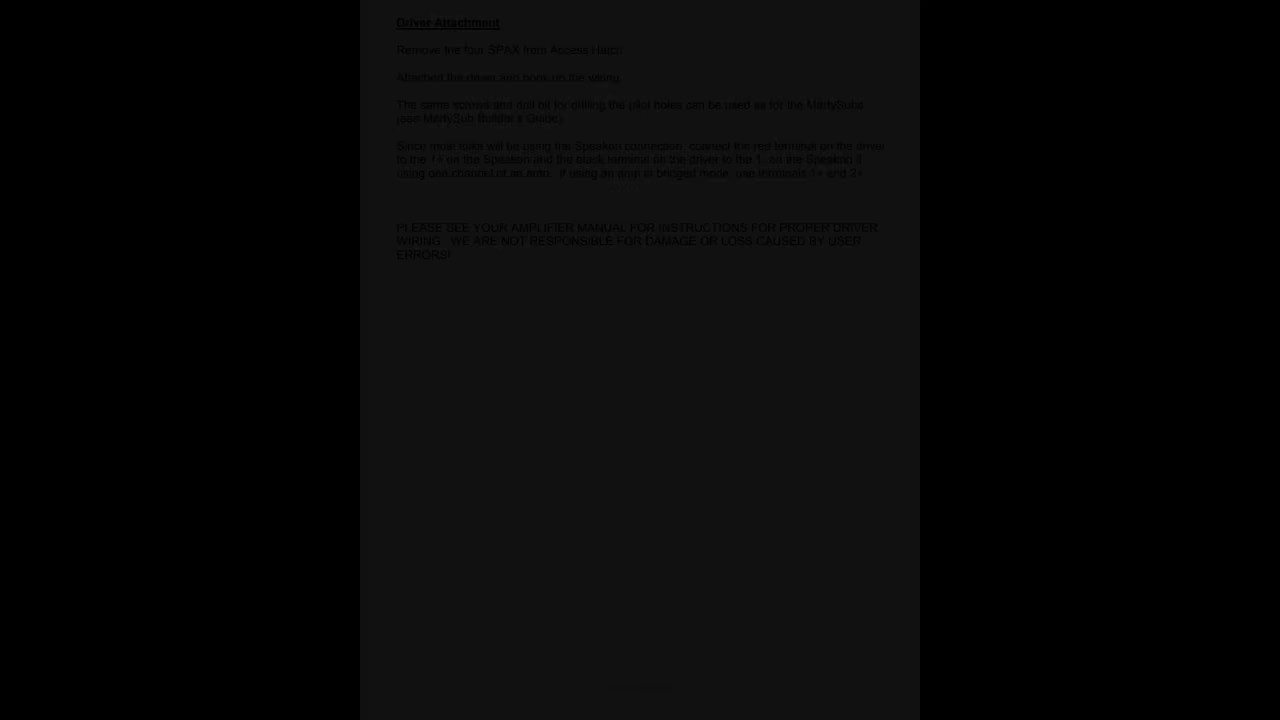 Driver Attachment
Remove the four SPAX from Access Hatch
Attached the driver and hook up the wiring.
The same screws and drill bit for drilling the pilot holes can be used as for the MartySubs
(see MartySub Builder's Guide)
Since most folks will be using the Speakon connection, connect the red terminal on the driver
to the 1+ on the Speakon and the black terminal on the driver to the 1- on the Speakon if
using one channel of an amp. If using an amp in bridged mode, use terminals 1+ and 2+
PLEASE SEE YOUR AMPLIFIER MANUAL FOR INSTRUCTIONS FOR PROPER DRIVER
WIRING. WE ARE NOT RESPONSIBLE FOR DAMAGE OR LOSS CAUSED BY USER
ERRORS!